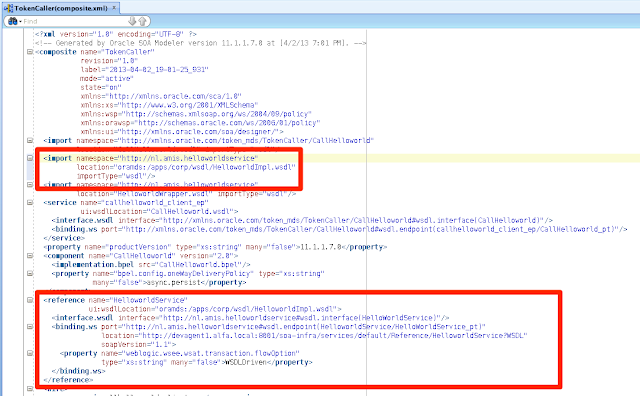 TokenCaller(composite.xml)
Find
<?xml version="1.0" encoding="UTF-8" ?>
<!-- Generated by Oracle SOA Modeler version 11.1.1.7.0 at [4/2/13 7:01 PM]. -->
<composite name="TokenCaller"
revision="1.0"
label="2013-04-02_19-01-25_931"
mode="active"
state="on"
xmlns="http://xmlns.oracle.com/sca/1.0"
xmlns:xs="http://www.w3.org/2001/XMLSchema"
xmlns:wsp="http://schemas.xmlsoap.org/ws/2004/09/policy"
xmlns:orawsp="http://schemas.oracle.com/ws/2006/01/policy"
xmlns:ui="http://xmlns.oracle.com/soa/designer/">
<import namespace="http://xmlns.oracle.com/token_mds/TokenCaller/CallHelloworld"
<import namespace="http://nl.amis.helloworldservice"
location="oramds:/apps/corp/wsdl/HelloworldImpl.wsdl"
importType="wsdl"/>
<import namespace="http://nl.amis.helloworldservice"
location="HelloWrapper.wsdl" importType="wsdl"/>
<service name="callhelloworld_client_ep"
ui:wsdlLocation="CallHelloworld.wsdl">
<interface.wsdl interface="http://xmlns.oracle.com/token_mds/TokenCaller/CallHelloworld#wsdl.interface(CallHelloworld)"/>
<binding.ws port="http://xmlns.oracle.com/token_mds/TokenCaller/CallHelloworld#wsdl.endpoint(callhelloworld_client_ep/CallHelloworld_pt)"/>
</service>
<property name="productVersion" type="xs:string" many="false">11.1.1.7.0</property>
<component name="CallHelloworld" version="2.0">
<implementation.bpel src="CallHelloworld.bpel"/>
<property name="bpel.config.oneWayDeliveryPolicy" type="xs:string"
many="false">async.persist</property>
<reference name="HelloworldService"
ui:wsdlLocation="oramds:/apps/corp/wsdl/HelloworldImpl.wsdl">
<interface.wsdl interface="http://nl.amis.helloworldservice#wsdl.interface(HelloWorldService)"/>
<binding.ws port="http://nl.amis.helloworldservice#wsdl.endpoint(HelloworldService/HelloWorldService_pt)"
location="http://devagent1.alfa.local:8001/soa-infra/services/default/Reference/HelloworldService?WSDL"
soapVersion="1.1">
<property name="weblogic.wsee.wsat.transaction.flowOption"
type="xs:string" many="false">WSDLDriven</property>
</binding.ws>
</reference>